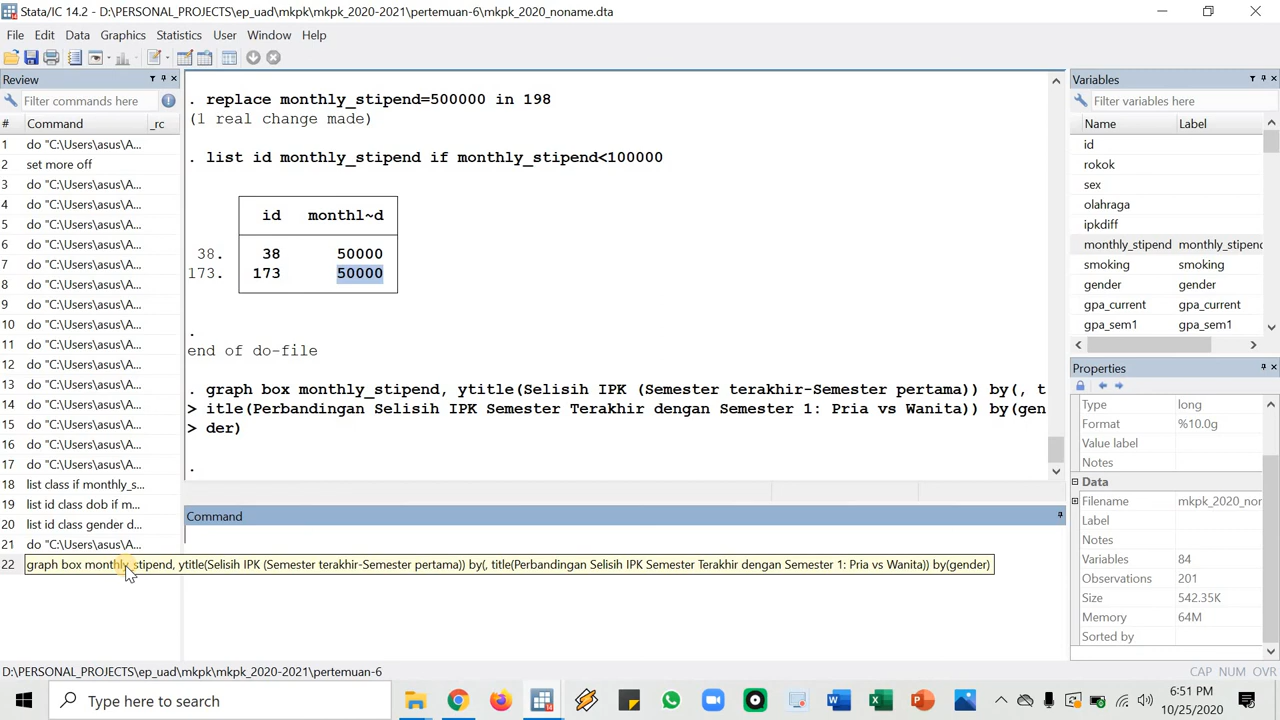 Stata/IC 14.2 - D:\PERSONAL_PROJECTS\ep_uad\mkpk\mkpk_2020-2021\pertemuan-6\mkpk_2020_noname.dta
File Edit Data Graphics Statistics User Window Help
Review
Filter commands here
# Command _rc
1 do "C:\Users\asus\A...
2 set more off
3 do "C:\Users\asus\A...
4 do "C:\Users\asus\A...
5 do "C:\Users\asus\A...
6 do "C:\Users\asus\A...
7 do "C:\Users\asus\A...
8 do "C:\Users\asus\A...
9 do "C:\Users\asus\A...
10 do "C:\Users\asus\A...
11 do "C:\Users\asus\A...
12 do "C:\Users\asus\A...
13 do "C:\Users\asus\A...
14 do "C:\Users\asus\A...
15 do "C:\Users\asus\A...
16 do "C:\Users\asus\A...
17 do "C:\Users\asus\A...
18 list class if monthly_s...
19 list id class dob if m...
20 list id class gender d...
21 do "C:\Users\asus\A...
22 graph box monthly_stipend, ytitle(Selisih IPK (Semester terakhir-Semester pertama)) by(, title(Perbandingan Selisih IPK Semester Terakhir dengan Semester 1: Pria vs Wanita)) by(gender)
. replace monthly_stipend=500000 in 198
(1 real change made)
. list id monthly_stipend if monthly_stipend<100000
id monthl~d
38. 38 50000
173. 173 50000
.
end of do-file
. graph box monthly_stipend, ytitle(Selisih IPK (Semester terakhir-Semester pertama)) by(, t
> itle(Perbandingan Selisih IPK Semester Terakhir dengan Semester 1: Pria vs Wanita)) by(gen
> der)
.
Command
Variables
Filter variables here
Name Label
id
rokok
sex
olahraga
ipkdiff
monthly_stipend monthly_stipend
smoking smoking
gender gender
gpa_current gpa_current
gpa_sem1 gpa_sem1
Properties
Type long
Format %10.0g
Value label
Notes
Data
Filename mkpk_2020_nor
Label
Notes
Variables 84
Observations 201
Size 542.35K
Memory 64M
Sorted by
D:\PERSONAL_PROJECTS\ep_uad\mkpk\mkpk_2020-2021\pertemuan-6
CAP NUM OVR
Type here to search
6:51 PM
10/25/2020